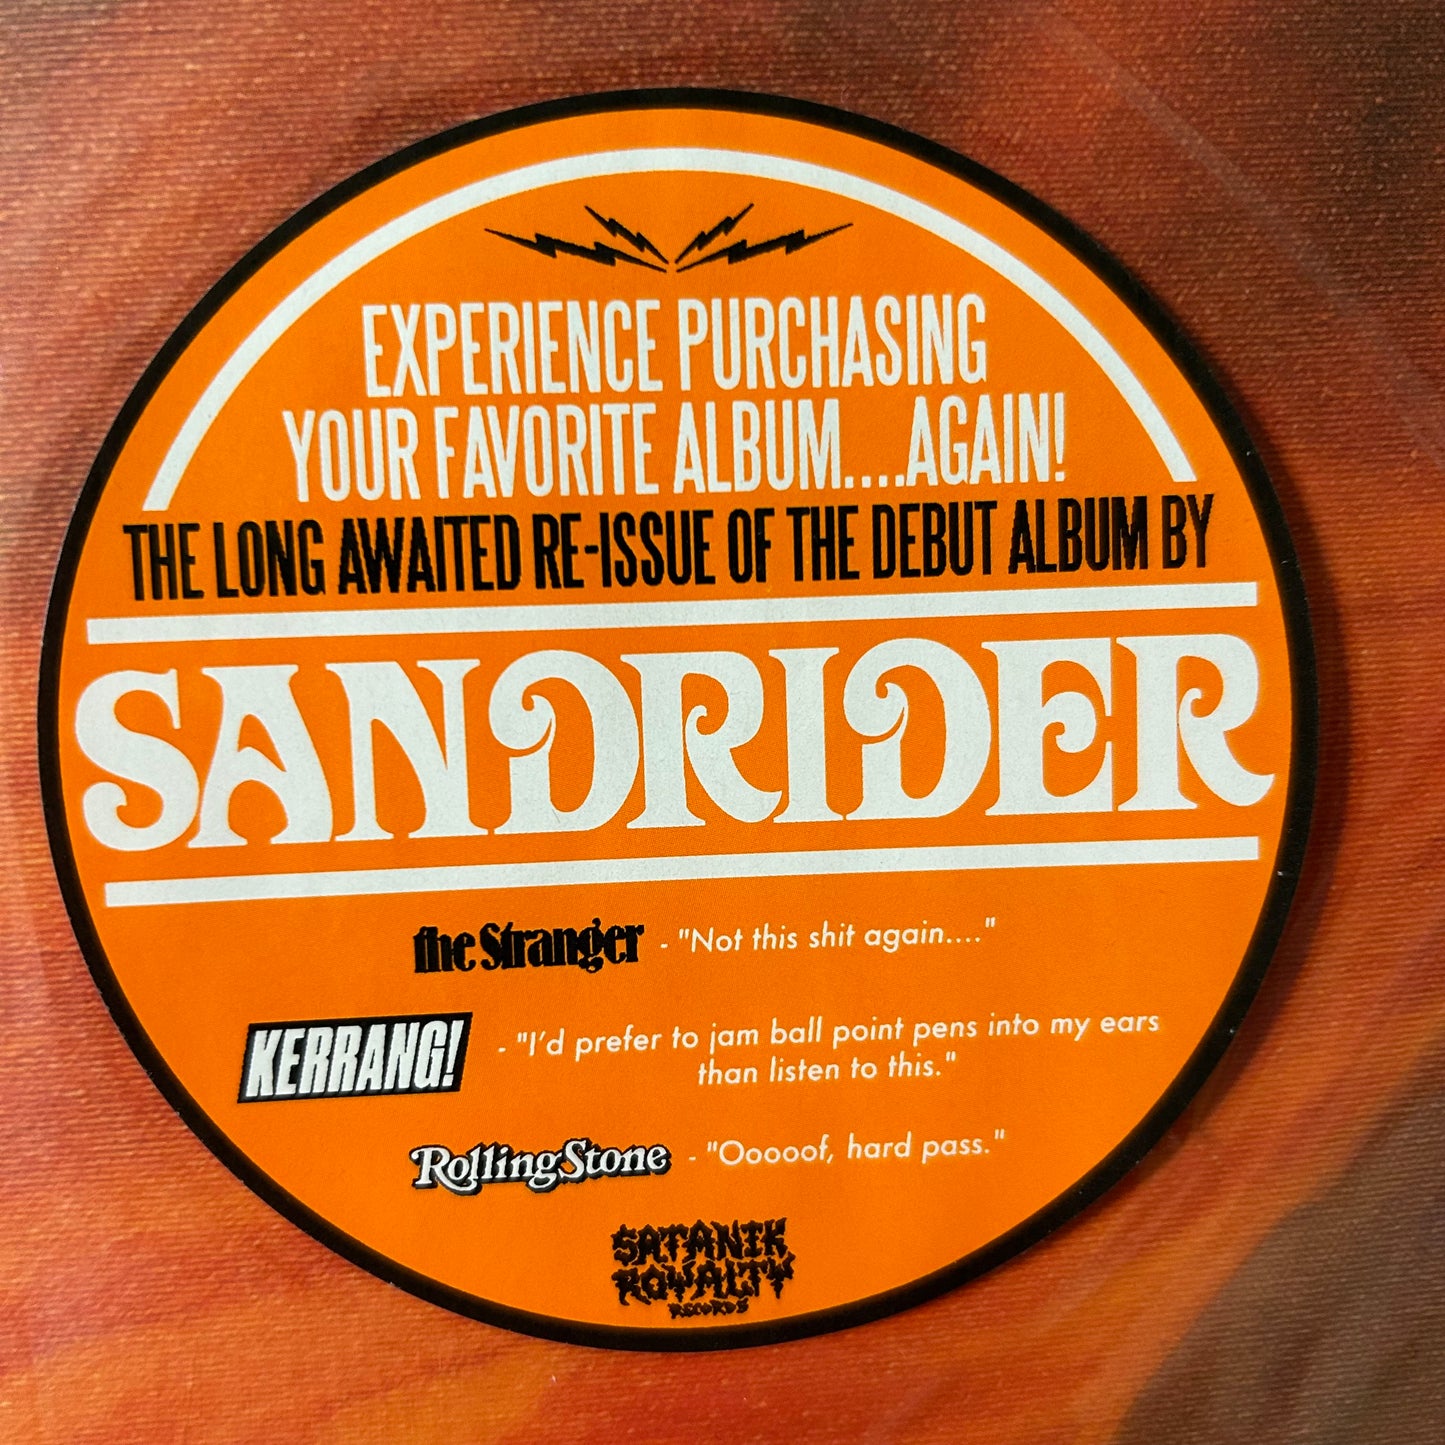 EXPERIENCE PURCHASING
YOUR FAVORITE ALBUM....AGAIN!
THE LONG AWAITED RE-ISSUE OF THE DEBUT ALBUM BY
SANDRIDER
the Stranger - "Not this shit again...."
KERRANG! - "I'd prefer to jam ball point pens into my ears
than listen to this."
RollingStone - "Ooooof, hard pass."
SATANIK
ROYALTY
RECORDS